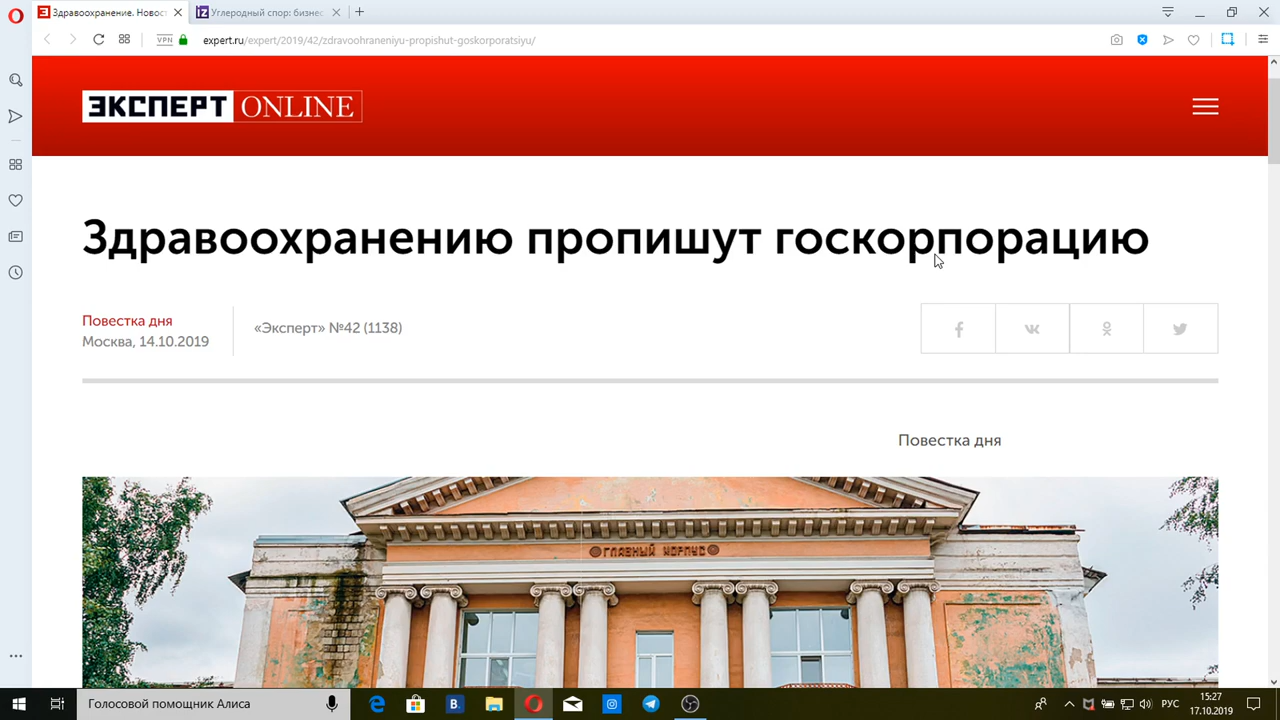 Здравоохранение. Новост
Углеродный спор: бизнес
VPN
expert.ru/expert/2019/42/zdravoohraneniyu-propishut-goskorporatsiyu/
ЭКСПЕРТ ONLINE
Здравоохранению пропишут госкорпорацию
Повестка дня
Москва, 14.10.2019
«Эксперт» №42 (1138)
Повестка дня
ГЛАВНЫЙ КОРПУС
Голосовой помощник Алиса
РУС
15:27
17.10.2019